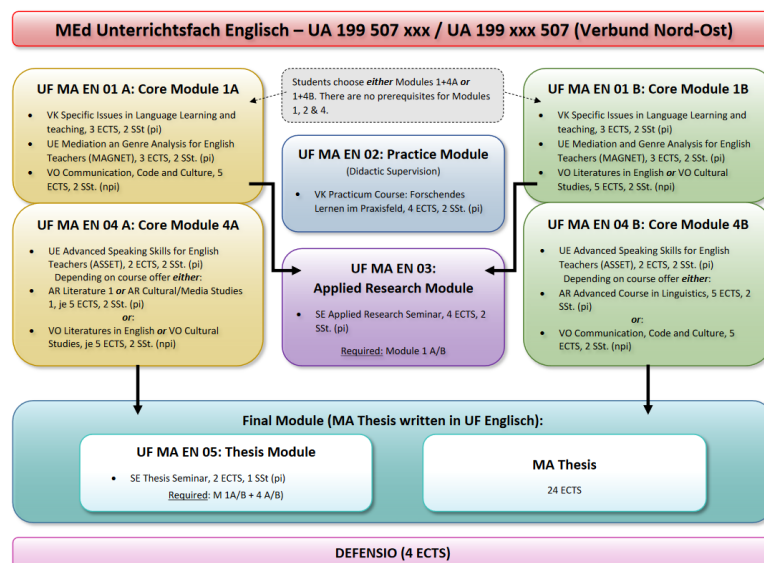 MEd Unterrichtsfach Englisch – UA 199 507 xxx / UA 199 xxx 507 (Verbund Nord-Ost)
UF MA EN 01 A: Core Module 1A
• VK Specific Issues in Language Learning and
teaching, 3 ECTS, 2 SSt (pi)
• UE Mediation an Genre Analysis for English
Teachers (MAGNET), 3 ECTS, 2 SSt. (pi)
• VO Communication, Code and Culture, 5
ECTS, 2 SSt. (npi)
Students choose either Modules 1+4A or
1+4B. There are no prerequisites for Modules
1, 2 & 4.
UF MA EN 01 B: Core Module 1B
• VK Specific Issues in Language Learning and
teaching, 3 ECTS, 2 SSt (pi)
• UE Mediation and Genre Analysis for English
Teachers (MAGNET), 3 ECTS, 2 SSt. (pi)
• VO Literatures in English or VO Cultural
Studies, 5 ECTS, 2 SSt. (npi)
UF MA EN 02: Practice Module
(Didactic Supervision)
• VK Practicum Course: Forschendes
Lernen im Praxisfeld, 4 ECTS, 2 SSt. (pi)
UF MA EN 04 A: Core Module 4A
• UE Advanced Speaking Skills for English
Teachers (ASSET), 2 ECTS, 2 SSt. (pi)
Depending on course offer either:
• AR Literature 1 or AR Cultural/Media Studies
1, je 5 ECTS, 2 SSt. (pi)
or:
• VO Literatures in English or VO Cultural
Studies, je 5 ECTS, 2 SSt. (npi)
UF MA EN 03:
Applied Research Module
• SE Applied Research Seminar, 4 ECTS, 2
SSt. (pi)
Required: Module 1 A/B
UF MA EN 04 B: Core Module 4B
• UE Advanced Speaking Skills for English
Teachers (ASSET), 2 ECTS, 2 SSt. (pi)
Depending on course offer either:
• AR Advanced Course in Linguistics, 5 ECTS, 2
SSt. (pi)
or:
• VO Communication, Code and Culture, 5
ECTS, 2 SSt. (npi)
Final Module (MA Thesis written in UF Englisch):
UF MA EN 05: Thesis Module
• SE Thesis Seminar, 2 ECTS, 1 SSt (pi)
Required: M 1A/B + 4 A/B)
MA Thesis
24 ECTS
DEFENSIO (4 ECTS)